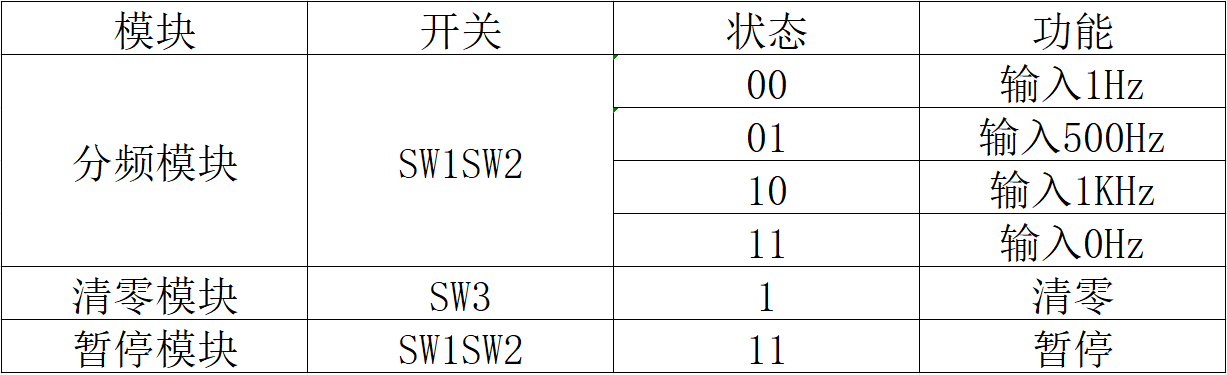 模块 开关 状态 功能
00 输入1Hz
01 输入500Hz
分频模块 SW1SW2
10 输入1KHz
11 输入0Hz
清零模块 SW3 1 清零
暂停模块 SW1SW2 11 暂停